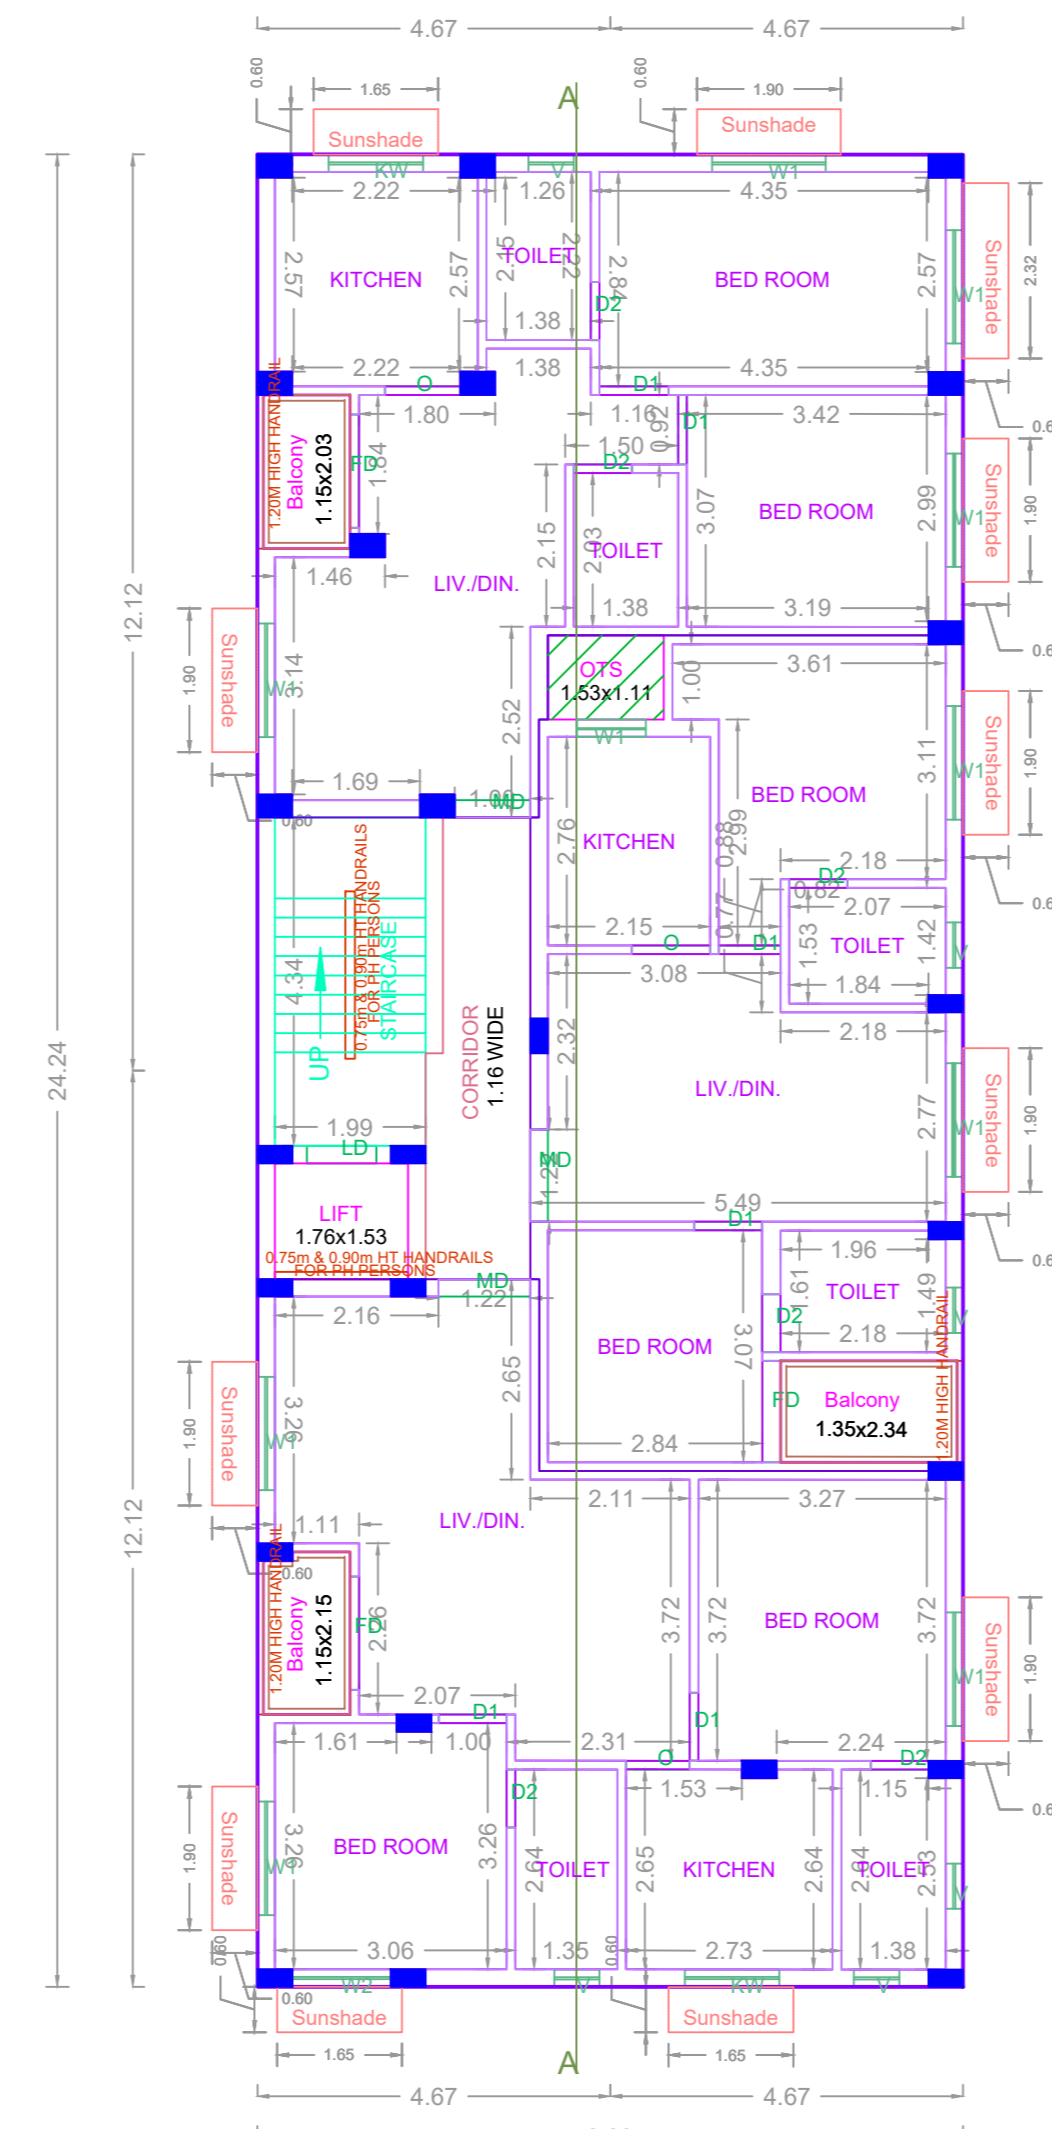 4.67
4.67
0.60
1.65
A
0.60
1.90
Sunshade
Sunshade
KW
V
W1
2.22
1.26
4.35
2.57
KITCHEN
2.57
2.15
TOILET
2.22
2.84
BED ROOM
2.57
W1
Sunshade
2.32
D2
1.38
2.22
1.38
4.35
O
D1
1.20M HIGH HANDRAIL
Balcony
1.15x2.03
FD
1.84
1.80
1.16
0.92
D1
3.42
1.50
D2
1.46
LIV./DIN.
2.15
2.03
TOILET
3.07
BED ROOM
2.99
W1
Sunshade
1.90
1.38
3.19
12.12
1.90
Sunshade
W1
3.14
2.52
OTS
1.53x1.11
W1
1.00
3.61
BED ROOM
3.11
W1
Sunshade
1.90
1.69
MD
0.60
2.76
KITCHEN
2.15
0.88
2.99
0.77
2.18
D2
0.82
2.07
1.53
TOILET
1.42
V
1.84
2.18
O
D1
3.08
4.34
UP
0.75m & 0.90m HT HANDRAILS
FOR PH PERSONS
STAIRCASE
CORRIDOR
1.16 WIDE
2.32
LIV./DIN.
2.77
W1
Sunshade
1.90
24.24
1.99
LD
MD
5.49
LIFT
1.76x1.53
0.75m & 0.90m HT HANDRAILS
FOR PH PERSONS
MD
1.22
2.16
D1
1.96
1.61
TOILET
1.49
V
2.18
D2
BED ROOM
3.07
2.84
FD
Balcony
1.35x2.34
1.20M HIGH HANDRAIL
1.90
Sunshade
W1
3.26
2.65
12.12
2.11
3.27
LIV./DIN.
1.11
0.60
1.20M HIGH HANDRAIL
Balcony
1.15x2.15
FD
2.26
3.72
3.72
BED ROOM
3.72
W1
Sunshade
1.90
2.07
D1
1.61
1.00
2.31
D1
O
2.24
D2
1.53
1.15
1.90
Sunshade
W1
3.26
BED ROOM
3.26
D2
2.64
TOILET
2.65
KITCHEN
2.64
2.64
TOILET
2.53
V
3.06
1.35
2.73
1.38
0.60
0.60
0.60
W2
V
KW
V
Sunshade
Sunshade
1.65
1.65
A
4.67
4.67